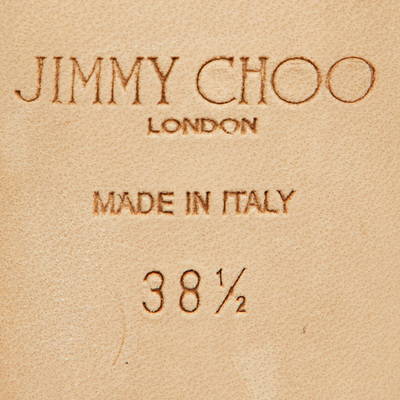 JIMMY CHOO
LONDON
MADE IN ITALY
38½